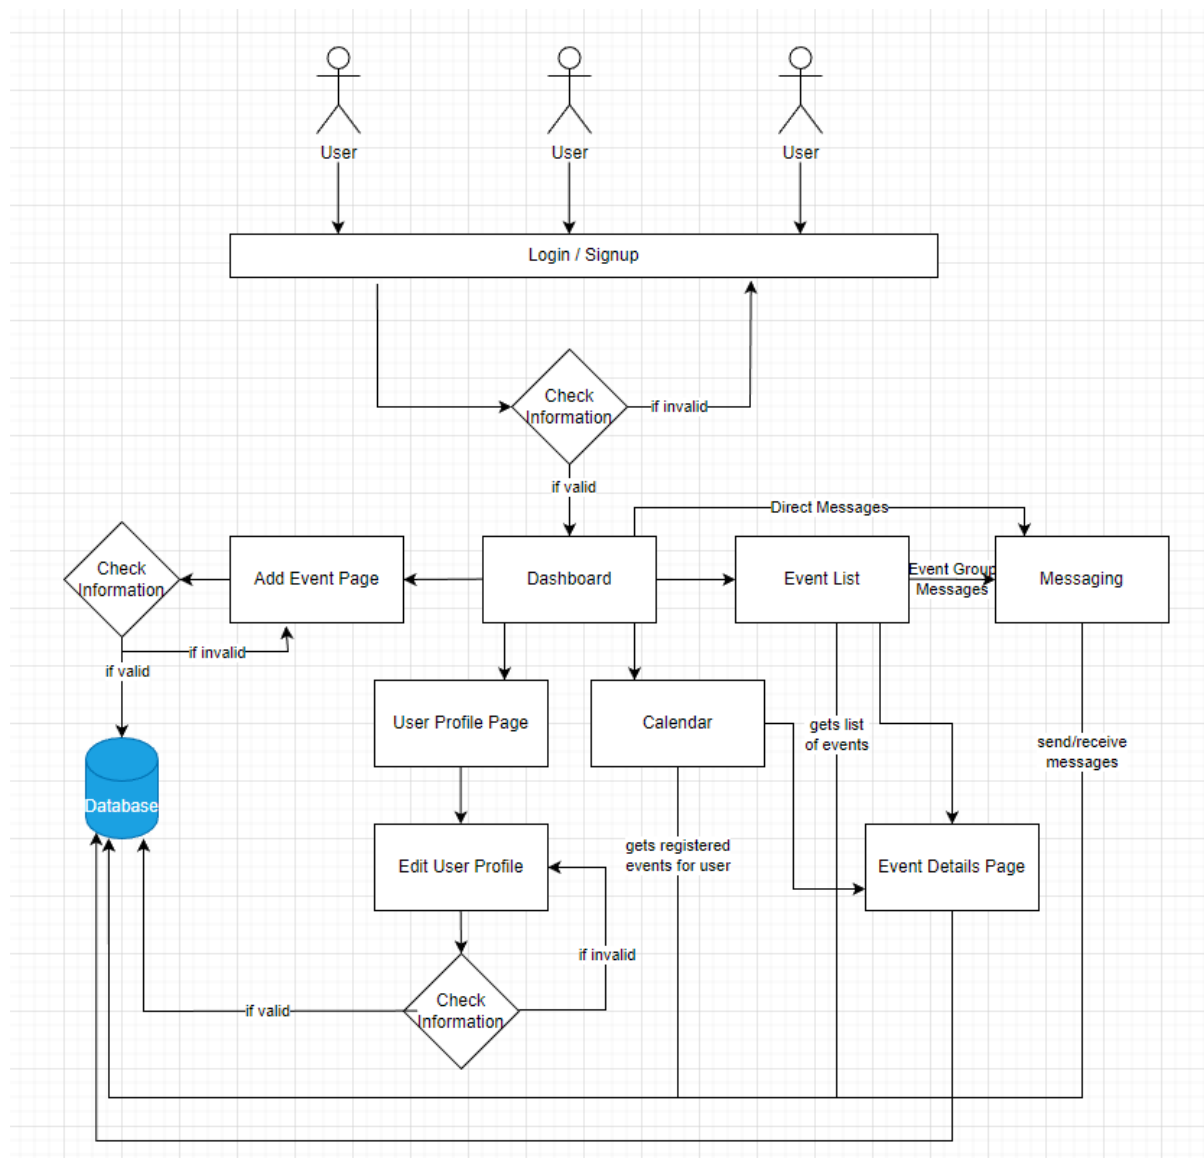 User
User
User
Login / Signup
Check
Information
if invalid
if valid
Direct Messages
Check
Information
Add Event Page
Dashboard
Event List
Event Group
Messages
Messaging
if invalid
if valid
User Profile Page
Calendar
gets list
of events
send/receive
messages
Database
Edit User Profile
gets registered
events for user
Event Details Page
if invalid
Check
Information
if valid